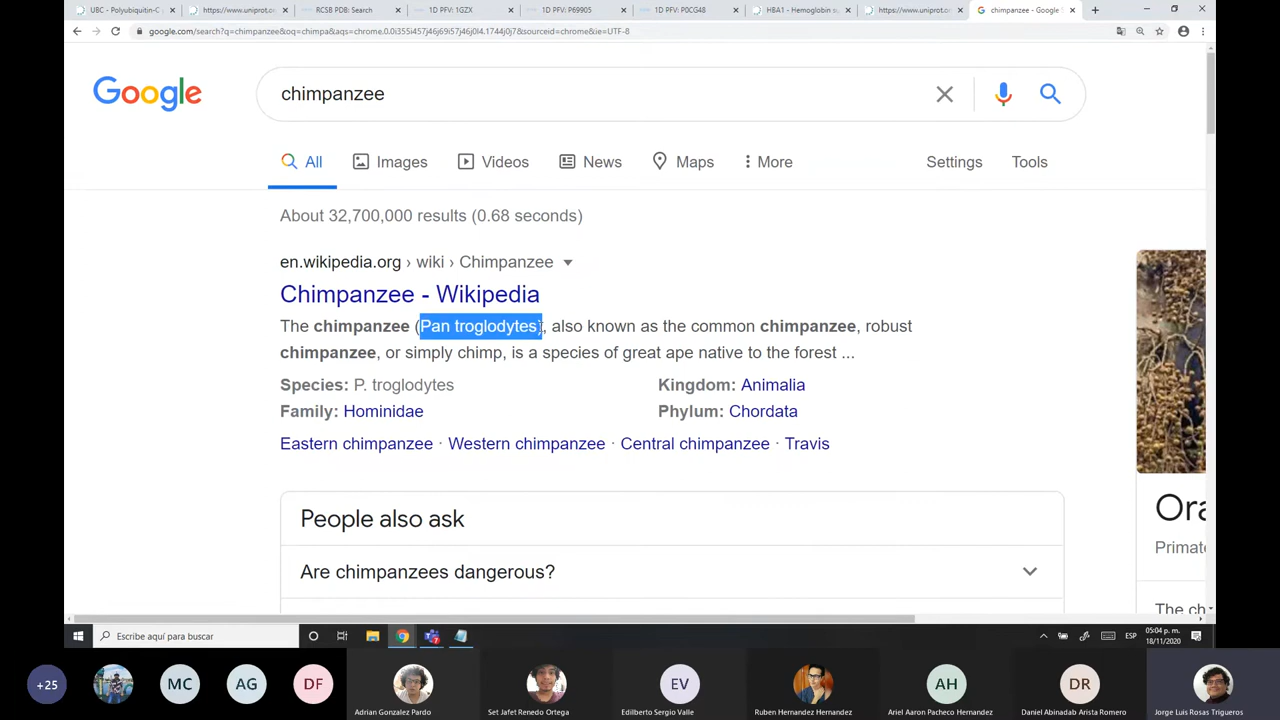 UBC - Polyubiquitin-C
https://www.uniprot.o
RCSB PDB: Search
1D PFV: 1GZX
1D PFV: P69905
1D PFV: P0CG48
HBA1 - Hemoglobin su
https://www.uniprot.o
chimpanzee - Google S
google.com/search?q=chimpanzee&oq=chimpa&aqs=chrome.0.0i355i457j46j69i57j46j0l4.1744j0j7&sourceid=chrome&ie=UTF-8
Google
chimpanzee
All
Images
Videos
News
Maps
More
Settings
Tools
About 32,700,000 results (0.68 seconds)
en.wikipedia.org › wiki › Chimpanzee
Chimpanzee - Wikipedia
The chimpanzee (Pan troglodytes), also known as the common chimpanzee, robust
chimpanzee, or simply chimp, is a species of great ape native to the forest ...
Species: P. troglodytes
Kingdom: Animalia
Family: Hominidae
Phylum: Chordata
Eastern chimpanzee · Western chimpanzee · Central chimpanzee · Travis
People also ask
Are chimpanzees dangerous?
Ora
Primate
The ch
Escribe aquí para buscar
ESP
05:04 p. m.
18/11/2020
+25
MC
AG
DF
EV
AH
DR
Adrian Gonzalez Pardo
Set Jafet Renedo Ortega
Edilberto Sergio Valle
Ruben Hernandez Hernandez
Ariel Aaron Pacheco Hernandez
Daniel Abinadab Arista Romero
Jorge Luis Rosas Trigueros